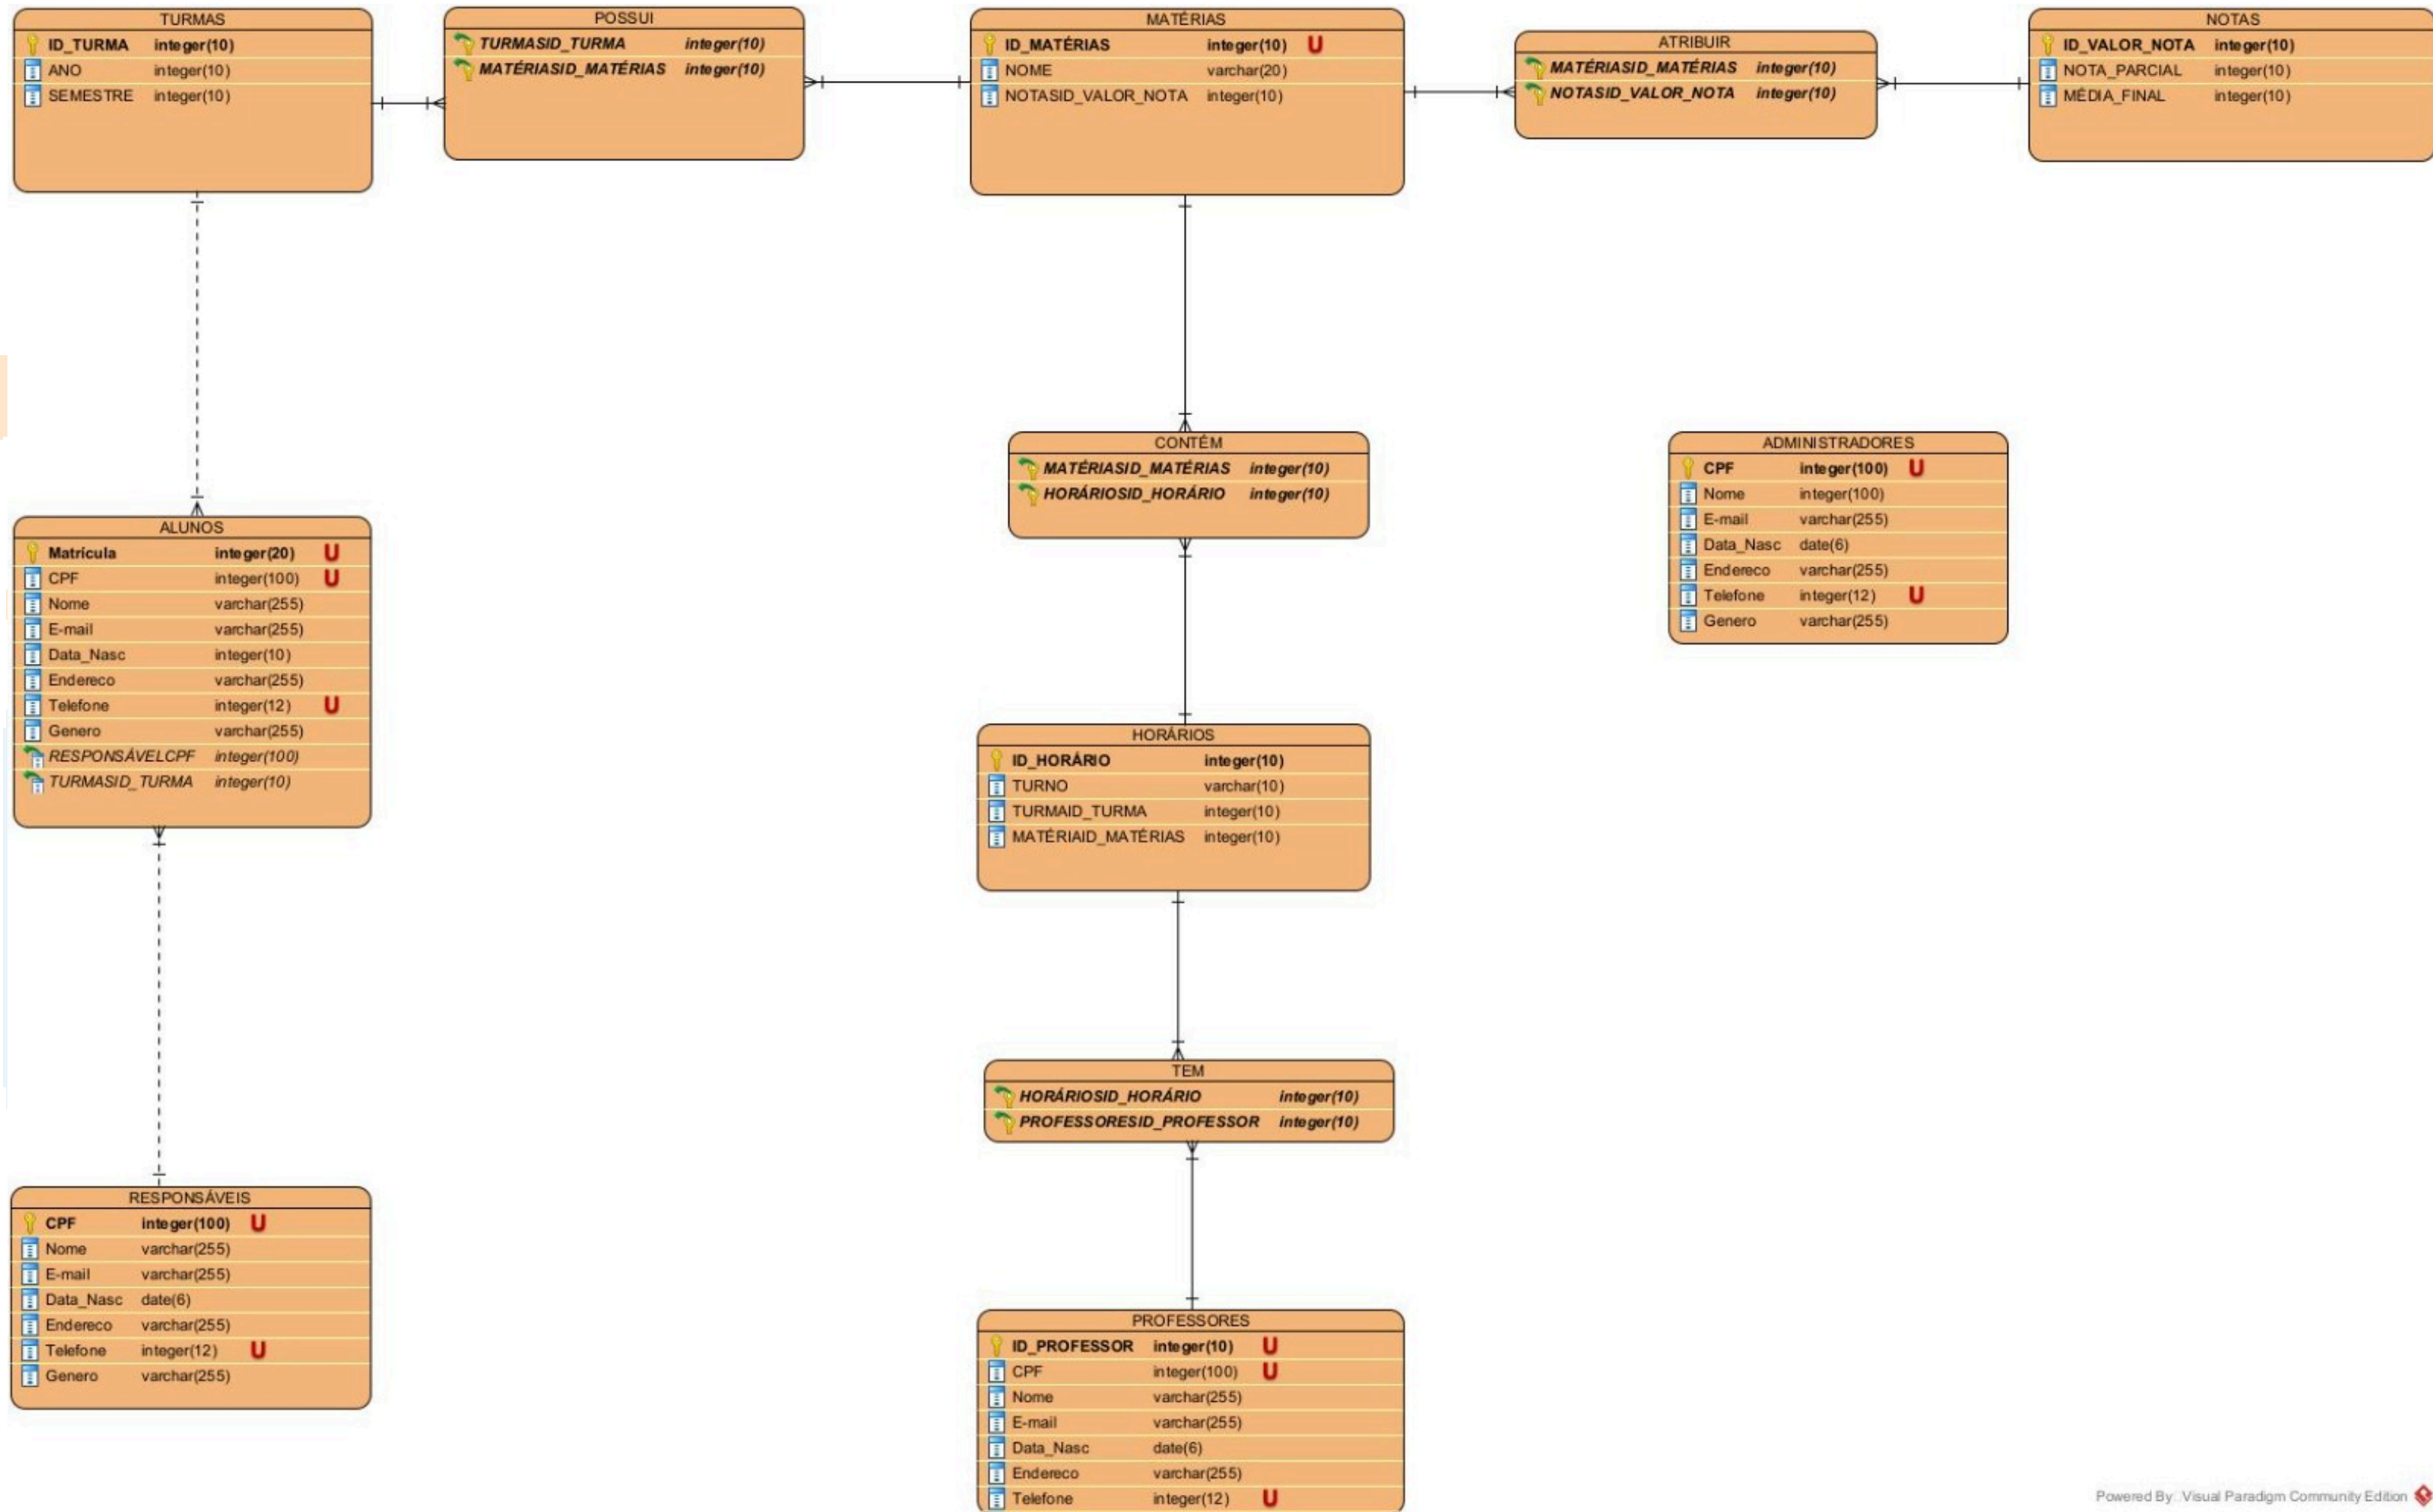 TURMAS
ID_TURMA integer(10)
ANO integer(10)
SEMESTRE integer(10)
POSSUI
TURMASID_TURMA integer(10)
MATÉRIASID_MATÉRIAS integer(10)
MATÉRIAS
ID_MATÉRIAS integer(10) U
NOME varchar(20)
NOTASID_VALOR_NOTA integer(10)
ATRIBUIR
MATÉRIASID_MATÉRIAS integer(10)
NOTASID_VALOR_NOTA integer(10)
NOTAS
ID_VALOR_NOTA integer(10)
NOTA_PARCIAL integer(10)
MÉDIA_FINAL integer(10)
CONTÉM
MATÉRIASID_MATÉRIAS integer(10)
HORÁRIOSID_HORÁRIO integer(10)
ADMINISTRADORES
CPF integer(100) U
Nome integer(100)
E-mail varchar(255)
Data_Nasc date(6)
Endereco varchar(255)
Telefone integer(12) U
Genero varchar(255)
ALUNOS
Matrícula integer(20) U
CPF integer(100) U
Nome varchar(255)
E-mail varchar(255)
Data_Nasc integer(10)
Endereco varchar(255)
Telefone integer(12) U
Genero varchar(255)
RESPONSÁVELCPF integer(100)
TURMASID_TURMA integer(10)
HORÁRIOS
ID_HORÁRIO integer(10)
TURNO varchar(10)
TURMAID_TURMA integer(10)
MATÉRIAID_MATÉRIAS integer(10)
TEM
HORÁRIOSID_HORÁRIO integer(10)
PROFESSORESID_PROFESSOR integer(10)
RESPONSÁVEIS
CPF integer(100) U
Nome varchar(255)
E-mail varchar(255)
Data_Nasc date(6)
Endereco varchar(255)
Telefone integer(12) U
Genero varchar(255)
PROFESSORES
ID_PROFESSOR integer(10) U
CPF integer(100) U
Nome varchar(255)
E-mail varchar(255)
Data_Nasc date(6)
Endereco varchar(255)
Telefone integer(12) U
Powered By Visual Paradigm Community Edition